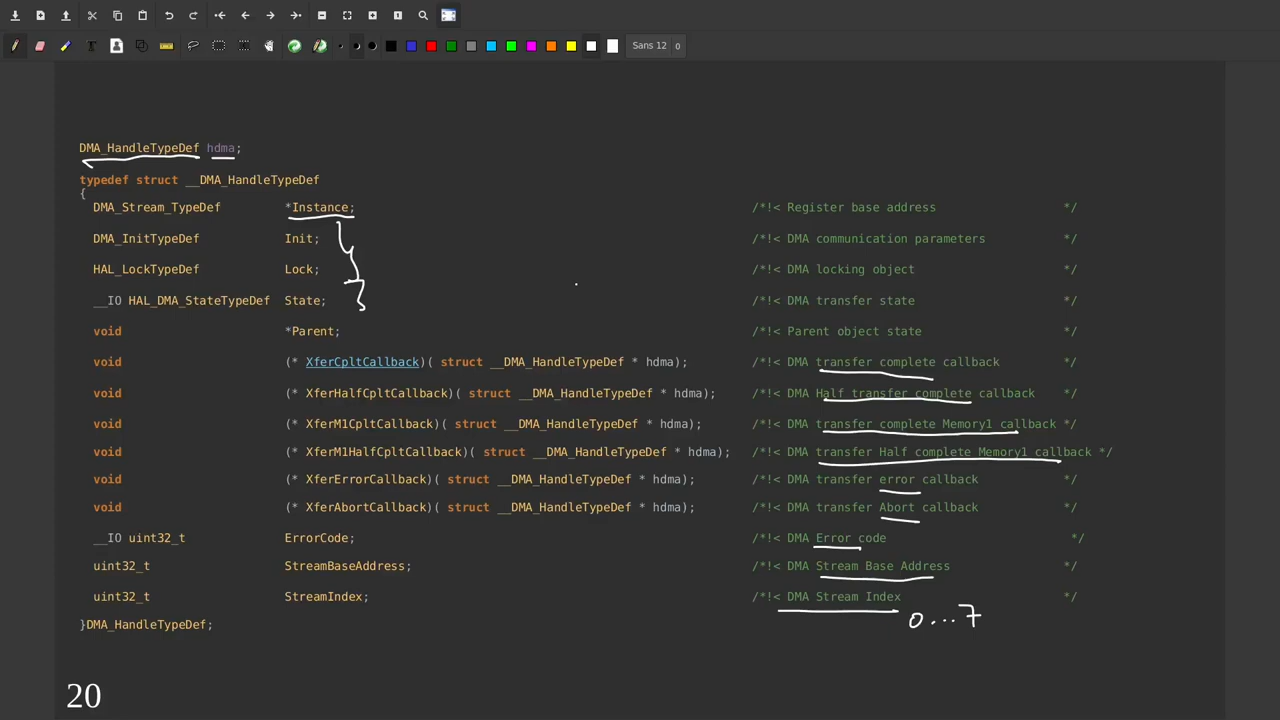 Sans 12
DMA_HandleTypeDef hdma;
typedef struct __DMA_HandleTypeDef
{
DMA_Stream_TypeDef *Instance; /*!< Register base address */
DMA_InitTypeDef Init; /*!< DMA communication parameters */
HAL_LockTypeDef Lock; /*!< DMA locking object */
__IO HAL_DMA_StateTypeDef State; /*!< DMA transfer state */
void *Parent; /*!< Parent object state */
void (* XferCpltCallback)( struct __DMA_HandleTypeDef * hdma); /*!< DMA transfer complete callback */
void (* XferHalfCpltCallback)( struct __DMA_HandleTypeDef * hdma); /*!< DMA Half transfer complete callback */
void (* XferM1CpltCallback)( struct __DMA_HandleTypeDef * hdma); /*!< DMA transfer complete Memory1 callback */
void (* XferM1HalfCpltCallback)( struct __DMA_HandleTypeDef * hdma); /*!< DMA transfer Half complete Memory1 callback */
void (* XferErrorCallback)( struct __DMA_HandleTypeDef * hdma); /*!< DMA transfer error callback */
void (* XferAbortCallback)( struct __DMA_HandleTypeDef * hdma); /*!< DMA transfer Abort callback */
__IO uint32_t ErrorCode; /*!< DMA Error code */
uint32_t StreamBaseAddress; /*!< DMA Stream Base Address */
uint32_t StreamIndex; /*!< DMA Stream Index */
0...7
}DMA_HandleTypeDef;
20